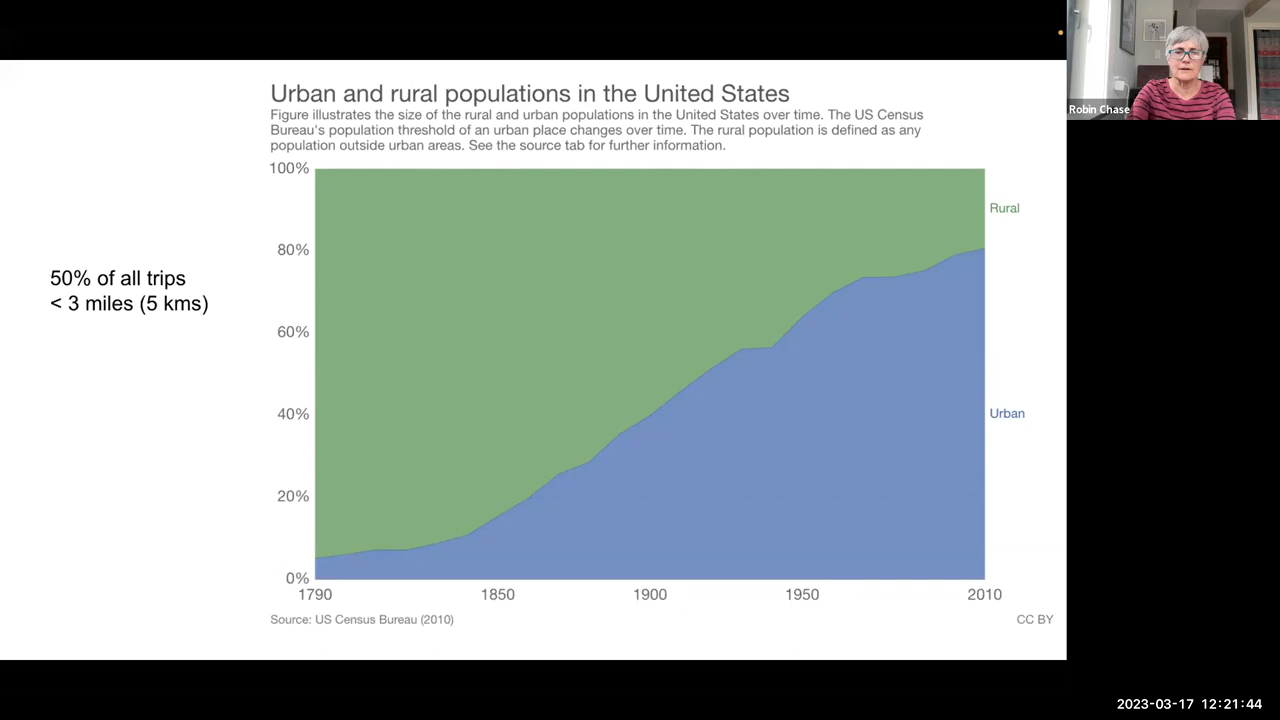 Robin Chase
Urban and rural populations in the United States
Figure illustrates the size of the rural and urban populations in the United States over time. The US Census
Bureau's population threshold of an urban place changes over time. The rural population is defined as any
population outside urban areas. See the source tab for further information.
100%
Rural
80%
50% of all trips
< 3 miles (5 kms)
60%
40%
Urban
20%
0%
1790
1850
1900
1950
2010
Source: US Census Bureau (2010)
CC BY
2023-03-17 12:21:44